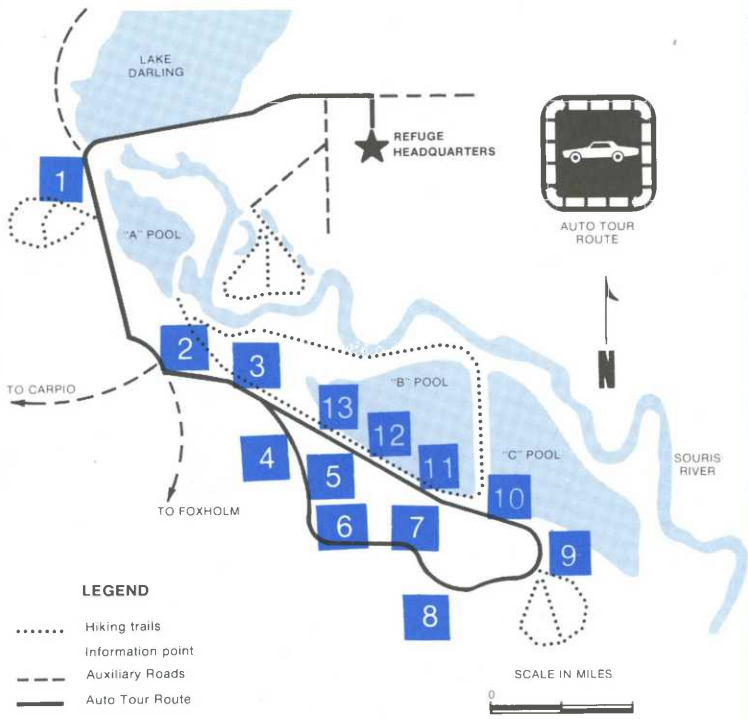 LAKE
DARLING
REFUGE
HEADQUARTERS
1
"A" POOL
AUTO TOUR
ROUTE
N
2
3
TO CARPIO
"B" POOL
13
12
11
"C" POOL
10
SOURIS
RIVER
4
5
TO FOXHOLM
6
7
9
8
LEGEND
Hiking trails
Information point
Auxiliary Roads
Auto Tour Route
SCALE IN MILES
0